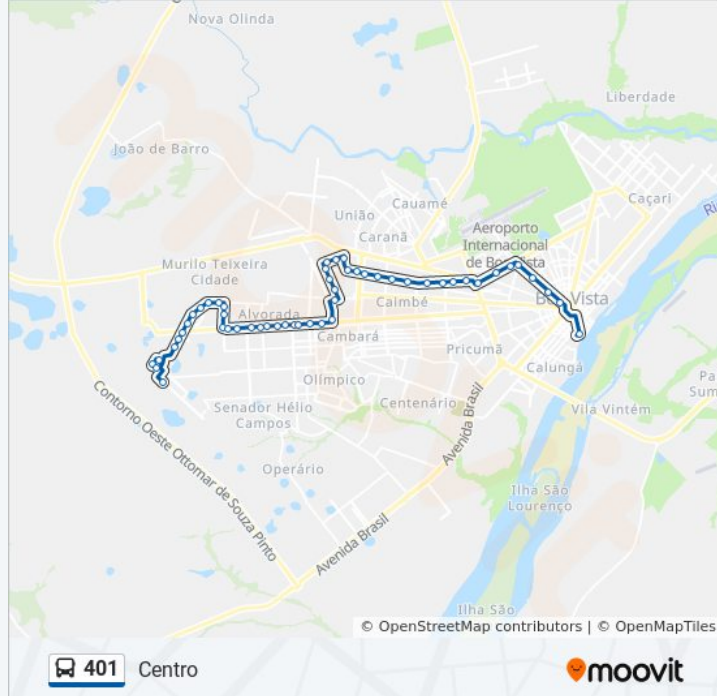 Nova Olinda
Liberdade
João de Barro
Caçari
Cauamé
União
Caranã
Aeroporto
Internacional
de Boa Vista
Murilo Teixeira
Cidade
Caimbé
Alvorada
Cambará
Pricumã
Calungá
Olímpico
Senador Hélio
Campos
Centenário
Vila Vintém
Avenida Brasil
Contorno Oeste Ottomar de Souza Pinto
Operário
Ilha São
Lourenço
Avenida Brasil
Ilha São
© OpenStreetMap contributors | © OpenMapTiles
401 Centro
moovit